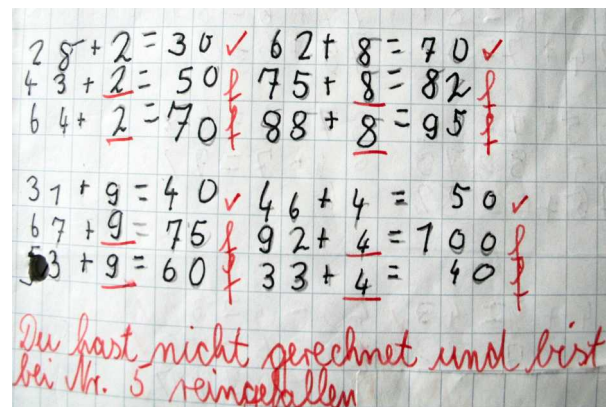 28+2=30 ✓ 62+8=70 ✓
43+2=50 f 75+8=82 f
64+2=70 f 88+8=95 f
31+9=40 ✓ 46+4=50 ✓
67+9=75 f 92+4=100 f
53+9=60 f 33+4=40 f
Du hast nicht gerechnet und bist
bei Nr. 5 reingefallen